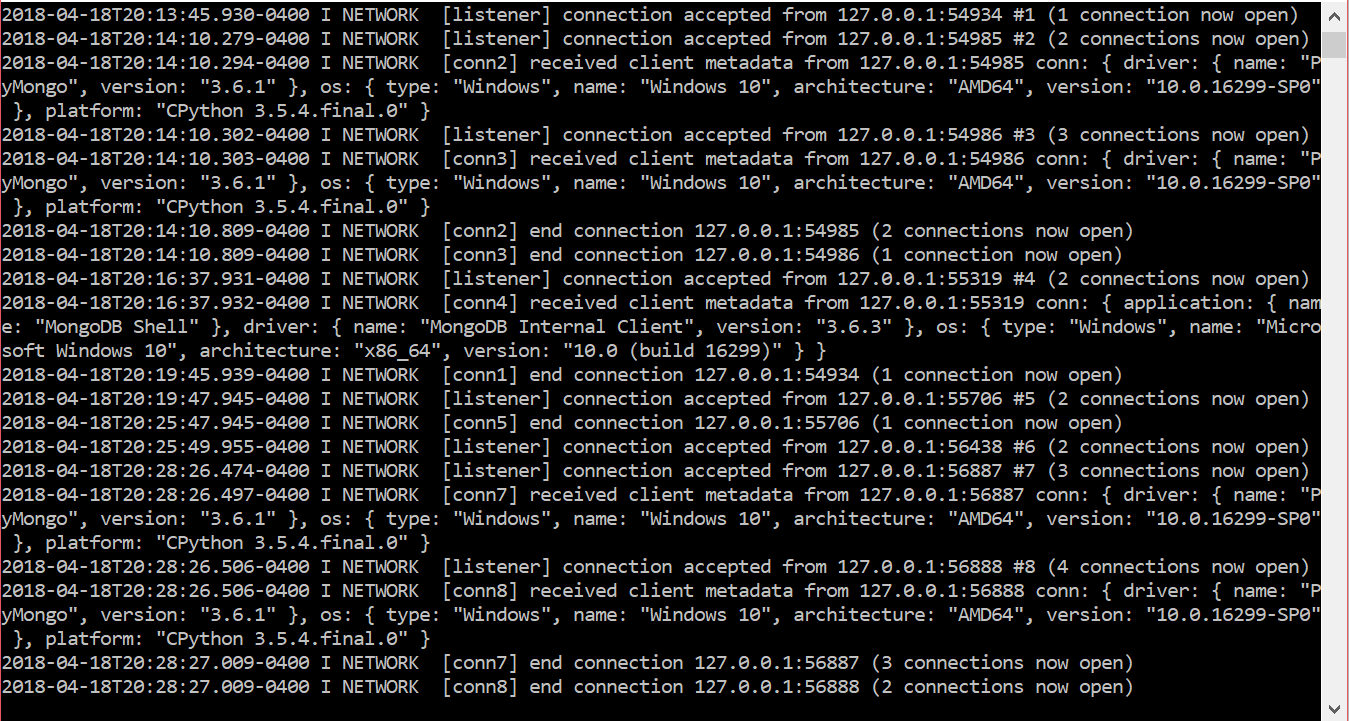 2018-04-18T20:13:45.930-0400 I NETWORK  [listener] connection accepted from 127.0.0.1:54934 #1 (1 connection now open)
2018-04-18T20:14:10.279-0400 I NETWORK  [listener] connection accepted from 127.0.0.1:54985 #2 (2 connections now open)
2018-04-18T20:14:10.294-0400 I NETWORK  [conn2] received client metadata from 127.0.0.1:54985 conn: { driver: { name: "P
yMongo", version: "3.6.1" }, os: { type: "Windows", name: "Windows 10", architecture: "AMD64", version: "10.0.16299-SP0"
 }, platform: "CPython 3.5.4.final.0" }
2018-04-18T20:14:10.302-0400 I NETWORK  [listener] connection accepted from 127.0.0.1:54986 #3 (3 connections now open)
2018-04-18T20:14:10.303-0400 I NETWORK  [conn3] received client metadata from 127.0.0.1:54986 conn: { driver: { name: "P
yMongo", version: "3.6.1" }, os: { type: "Windows", name: "Windows 10", architecture: "AMD64", version: "10.0.16299-SP0"
 }, platform: "CPython 3.5.4.final.0" }
2018-04-18T20:14:10.809-0400 I NETWORK  [conn2] end connection 127.0.0.1:54985 (2 connections now open)
2018-04-18T20:14:10.809-0400 I NETWORK  [conn3] end connection 127.0.0.1:54986 (1 connection now open)
2018-04-18T20:16:37.931-0400 I NETWORK  [listener] connection accepted from 127.0.0.1:55319 #4 (2 connections now open)
2018-04-18T20:16:37.932-0400 I NETWORK  [conn4] received client metadata from 127.0.0.1:55319 conn: { application: { nam
e: "MongoDB Shell" }, driver: { name: "MongoDB Internal Client", version: "3.6.3" }, os: { type: "Windows", name: "Micro
soft Windows 10", architecture: "x86_64", version: "10.0 (build 16299)" } }
2018-04-18T20:19:45.939-0400 I NETWORK  [conn1] end connection 127.0.0.1:54934 (1 connection now open)
2018-04-18T20:19:47.945-0400 I NETWORK  [listener] connection accepted from 127.0.0.1:55706 #5 (2 connections now open)
2018-04-18T20:25:47.945-0400 I NETWORK  [conn5] end connection 127.0.0.1:55706 (1 connection now open)
2018-04-18T20:25:49.955-0400 I NETWORK  [listener] connection accepted from 127.0.0.1:56438 #6 (2 connections now open)
2018-04-18T20:28:26.474-0400 I NETWORK  [listener] connection accepted from 127.0.0.1:56887 #7 (3 connections now open)
2018-04-18T20:28:26.497-0400 I NETWORK  [conn7] received client metadata from 127.0.0.1:56887 conn: { driver: { name: "P
yMongo", version: "3.6.1" }, os: { type: "Windows", name: "Windows 10", architecture: "AMD64", version: "10.0.16299-SP0"
 }, platform: "CPython 3.5.4.final.0" }
2018-04-18T20:28:26.506-0400 I NETWORK  [listener] connection accepted from 127.0.0.1:56888 #8 (4 connections now open)
2018-04-18T20:28:26.506-0400 I NETWORK  [conn8] received client metadata from 127.0.0.1:56888 conn: { driver: { name: "P
yMongo", version: "3.6.1" }, os: { type: "Windows", name: "Windows 10", architecture: "AMD64", version: "10.0.16299-SP0"
 }, platform: "CPython 3.5.4.final.0" }
2018-04-18T20:28:27.009-0400 I NETWORK  [conn7] end connection 127.0.0.1:56887 (3 connections now open)
2018-04-18T20:28:27.009-0400 I NETWORK  [conn8] end connection 127.0.0.1:56888 (2 connections now open)